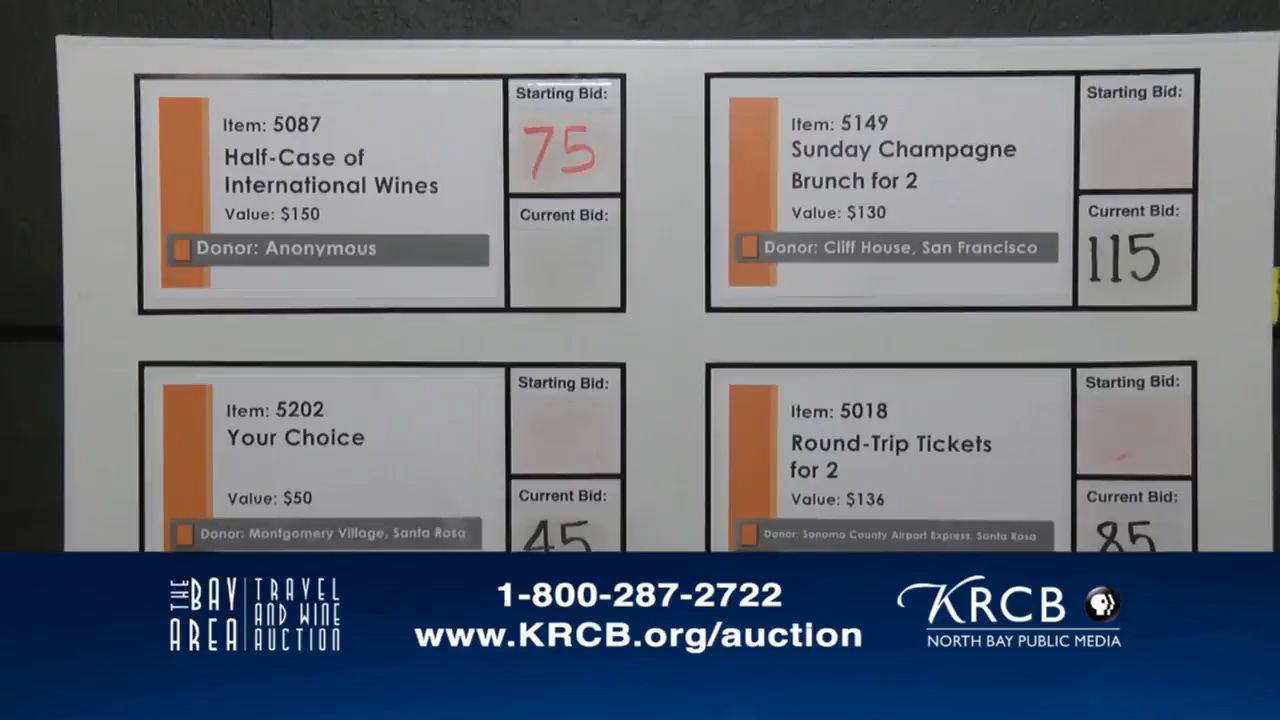 Item: 5087
Half-Case of
International Wines
Value: $150
Donor: Anonymous
Starting Bid:
75
Current Bid:
Item: 5149
Sunday Champagne
Brunch for 2
Value: $130
Donor: Cliff House, San Francisco
Starting Bid:
Current Bid:
115
Item: 5202
Your Choice
Value: $50
Donor: Montgomery Village, Santa Rosa
Starting Bid:
Current Bid:
45
Item: 5018
Round-Trip Tickets
for 2
Value: $136
Donor: Sonoma County Airport Express, Santa Rosa
Starting Bid:
Current Bid:
85
THE BAY AREA
TRAVEL
AND WINE
AUCTION
1-800-287-2722
www.KRCB.org/auction
KRCB
NORTH BAY PUBLIC MEDIA